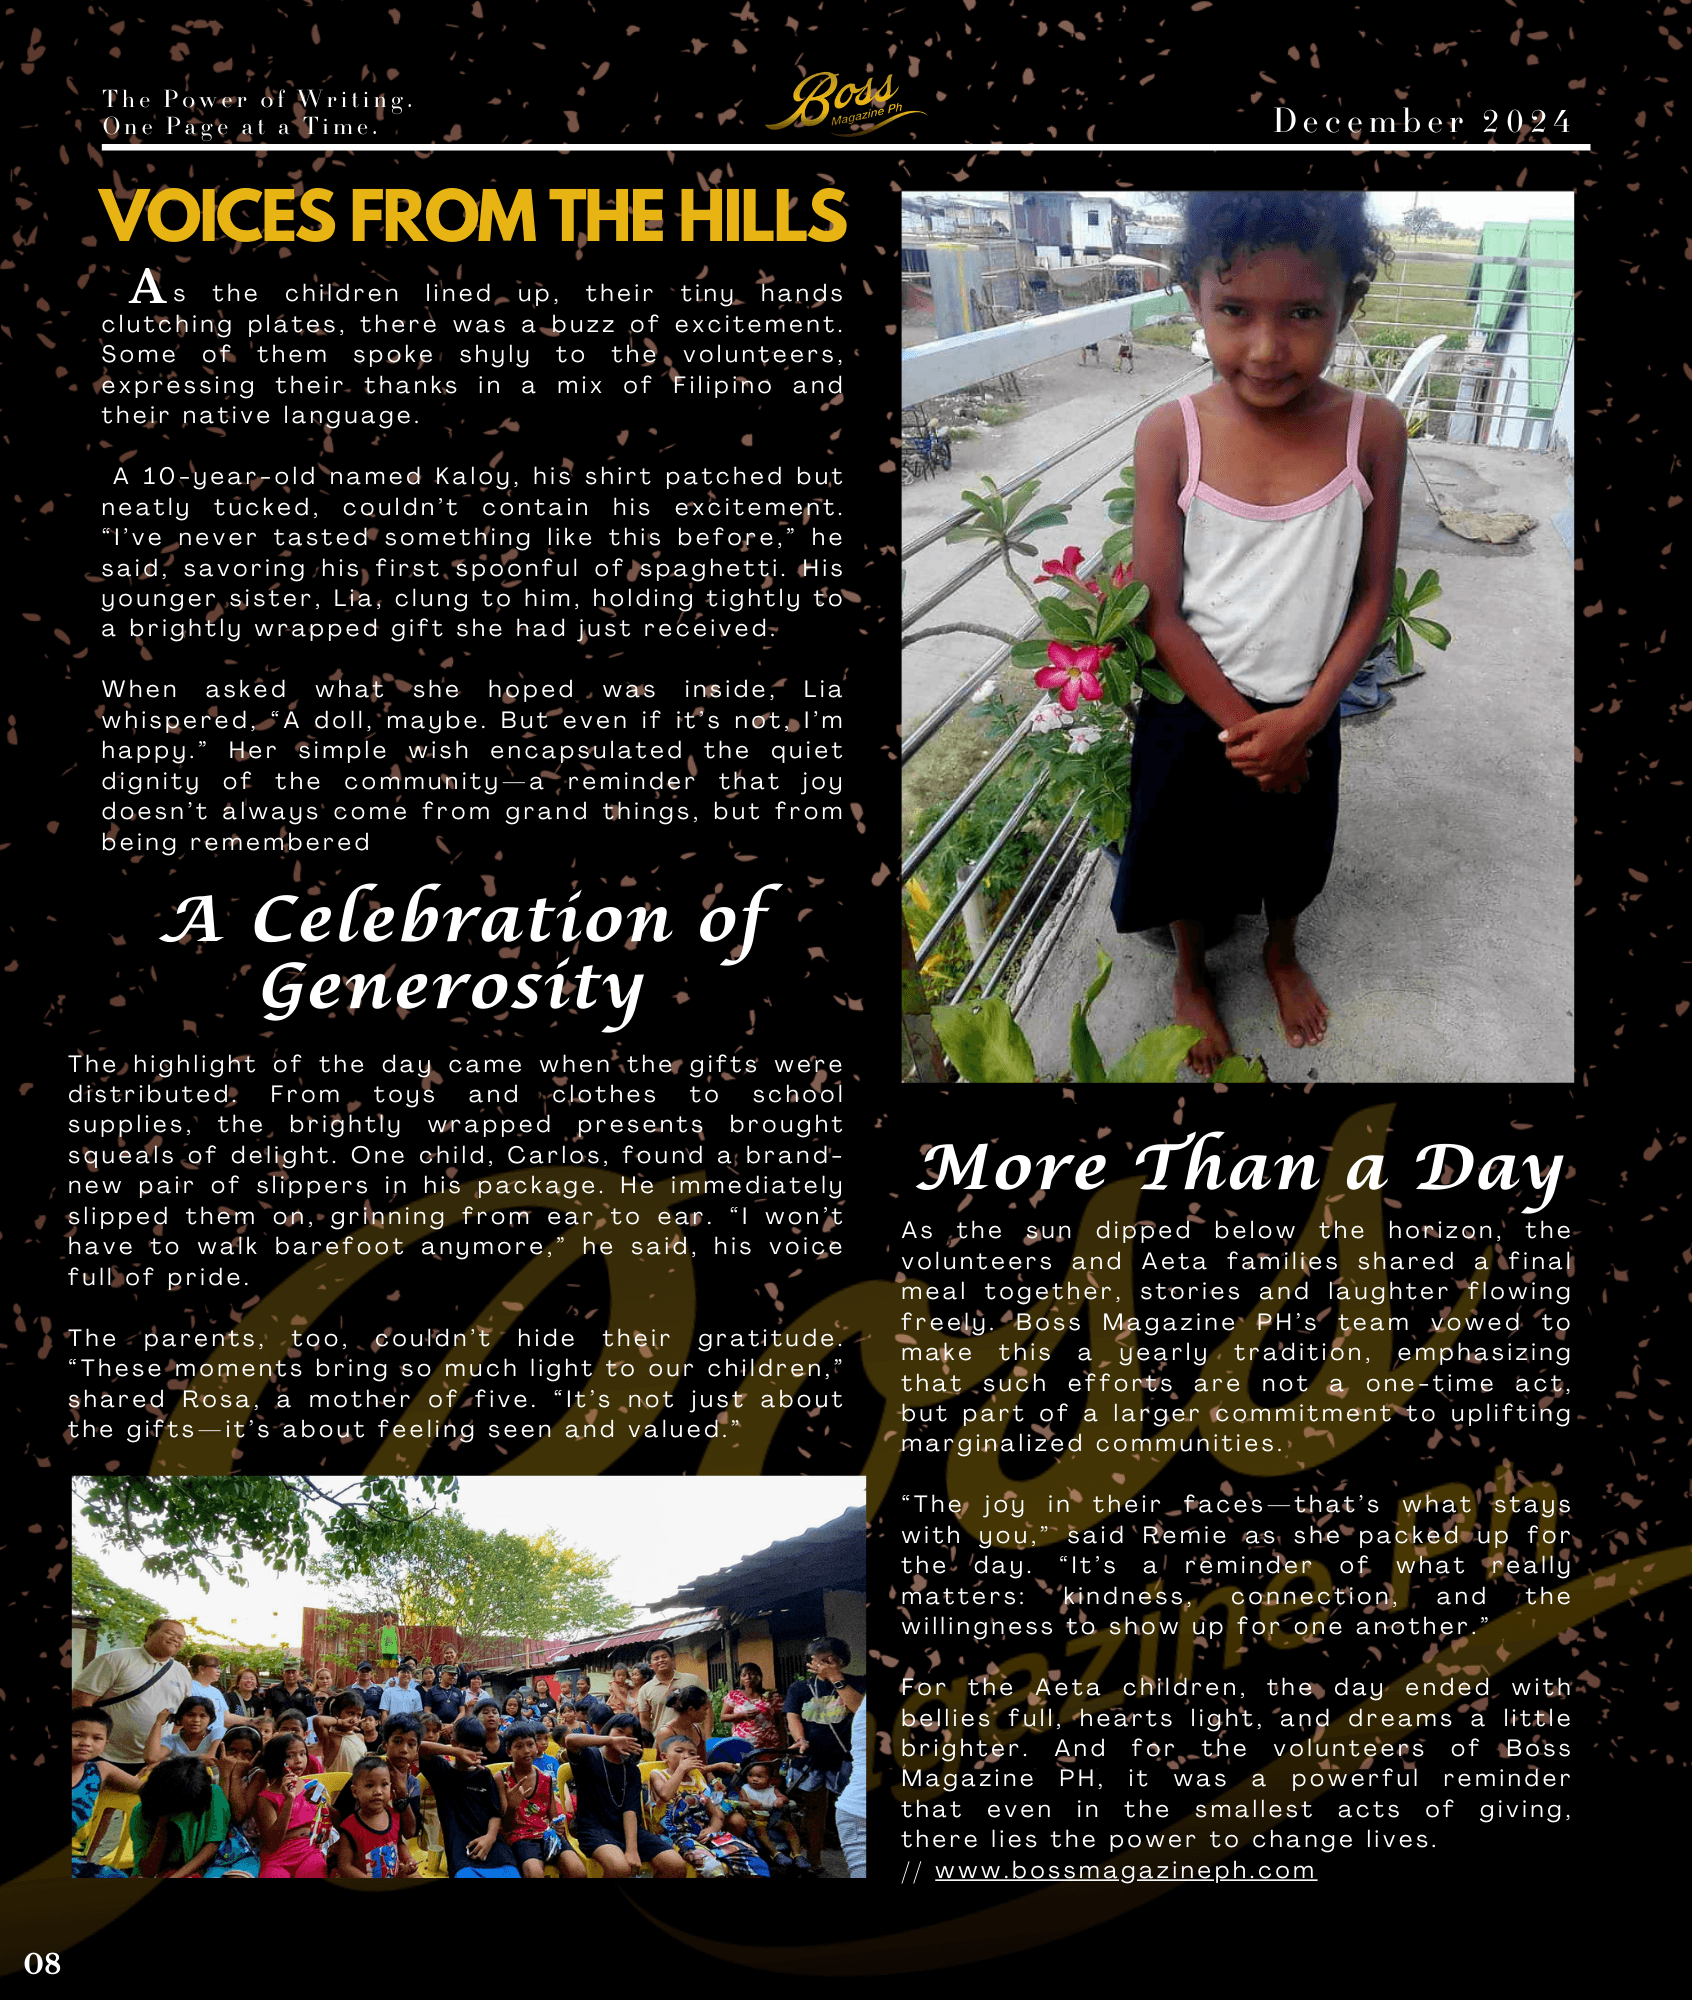 The Power of Writing.
One Page at a Time.
Boss
Magazine Ph
December 2024
VOICES FROM THE HILLS
As the children lined up, their tiny hands
clutching plates, there was a buzz of excitement.
Some of them spoke shyly to the volunteers,
expressing their thanks in a mix of Filipino and
their native language.
A 10-year-old named Kaloy, his shirt patched but
neatly tucked, couldn’t contain his excitement.
“I’ve never tasted something like this before,” he
said, savoring his first spoonful of spaghetti. His
younger sister, Lia, clung to him, holding tightly to
a brightly wrapped gift she had just received.
When asked what she hoped was inside, Lia
whispered, “A doll, maybe. But even if it’s not, I’m
happy.” Her simple wish encapsulated the quiet
dignity of the community—a reminder that joy
doesn’t always come from grand things, but from
being remembered
A Celebration of
Generosity
The highlight of the day came when the gifts were
distributed. From toys and clothes to school
supplies, the brightly wrapped presents brought
squeals of delight. One child, Carlos, found a brand-
new pair of slippers in his package. He immediately
slipped them on, grinning from ear to ear. “I won’t
have to walk barefoot anymore,” he said, his voice
full of pride.
The parents, too, couldn’t hide their gratitude.
“These moments bring so much light to our children,”
shared Rosa, a mother of five. “It’s not just about
the gifts—it’s about feeling seen and valued.”
More Than a Day
As the sun dipped below the horizon, the
volunteers and Aeta families shared a final
meal together, stories and laughter flowing
freely. Boss Magazine PH’s team vowed to
make this a yearly tradition, emphasizing
that such efforts are not a one-time act,
but part of a larger commitment to uplifting
marginalized communities.
“The joy in their faces—that’s what stays
with you,” said Remie as she packed up for
the day. “It’s a reminder of what really
matters: kindness, connection, and the
willingness to show up for one another.”
For the Aeta children, the day ended with
bellies full, hearts light, and dreams a little
brighter. And for the volunteers of Boss
Magazine PH, it was a powerful reminder
that even in the smallest acts of giving,
there lies the power to change lives.
// www.bossmagazineph.com
Boss
Magazine Ph
08